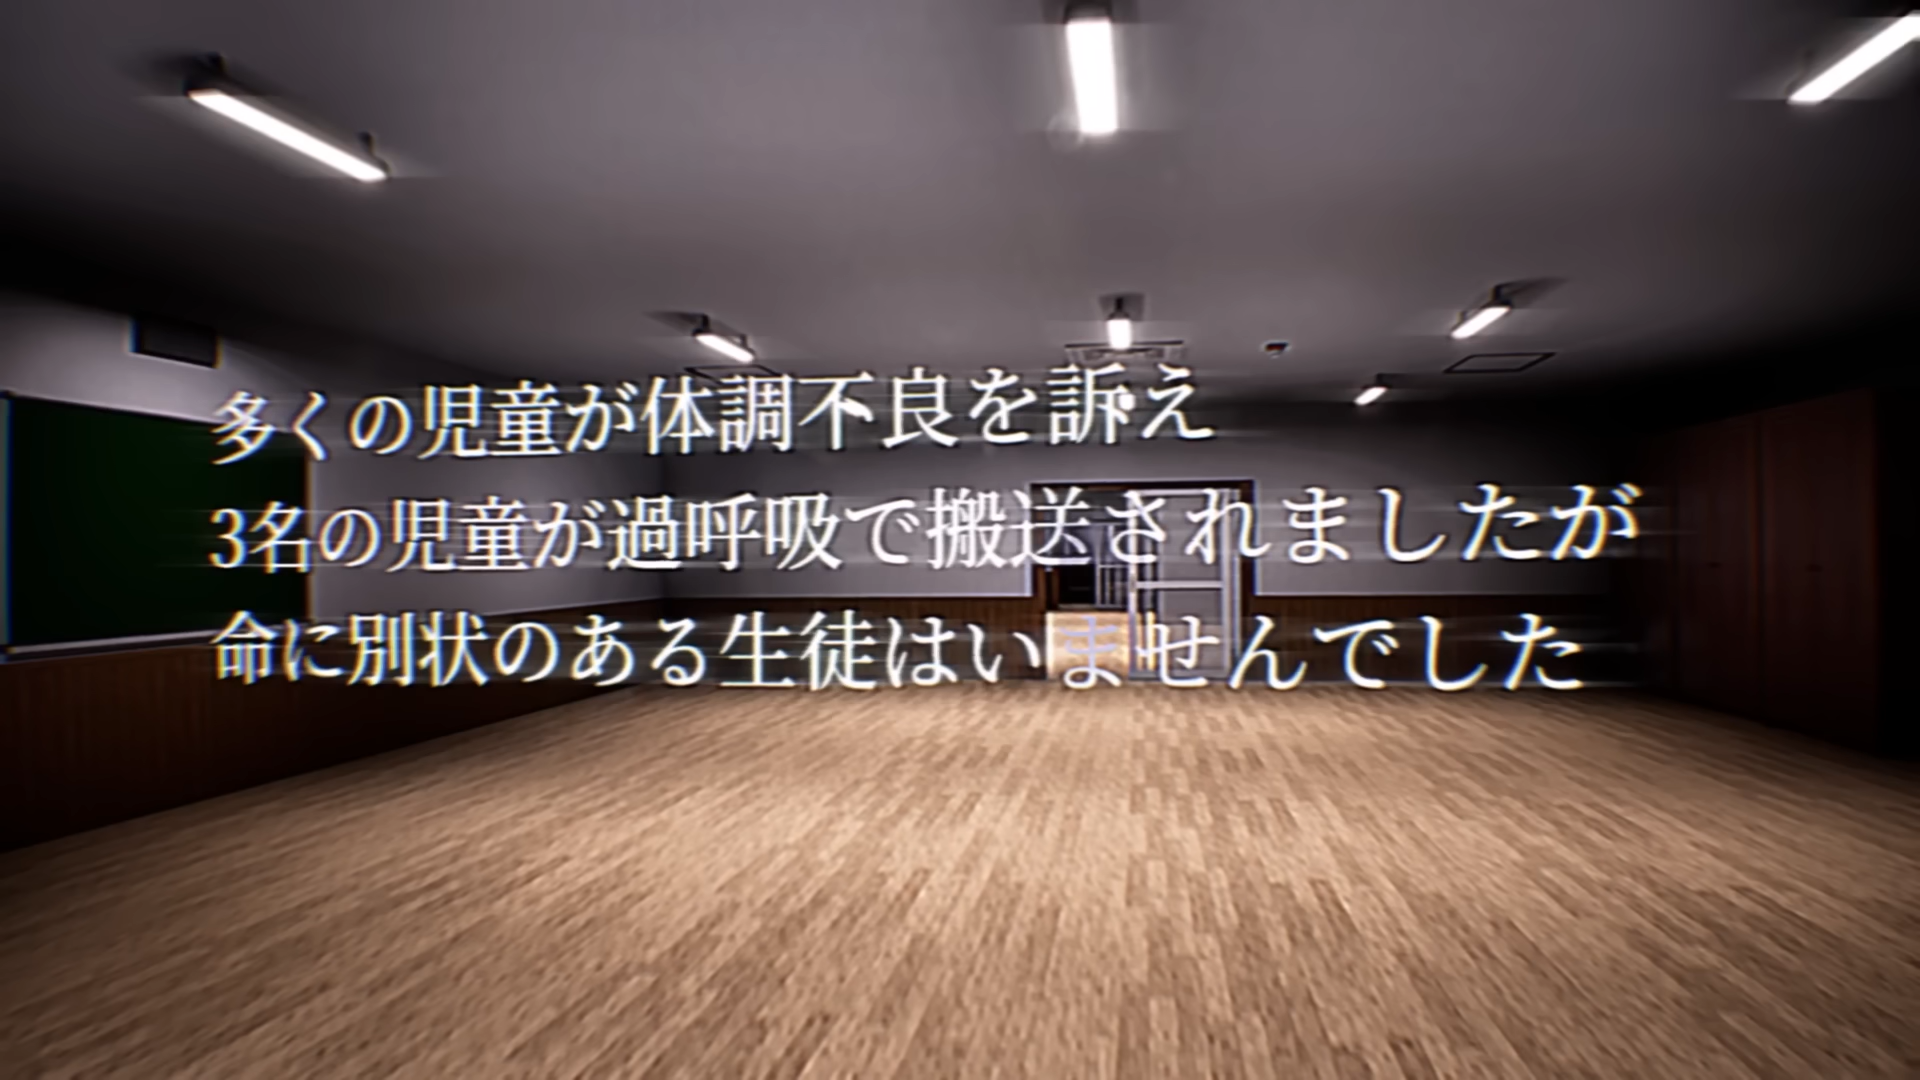 多くの児童が体調不良を訴え
3名の児童が過呼吸で搬送されましたが
命に別状のある生徒はいませんでした